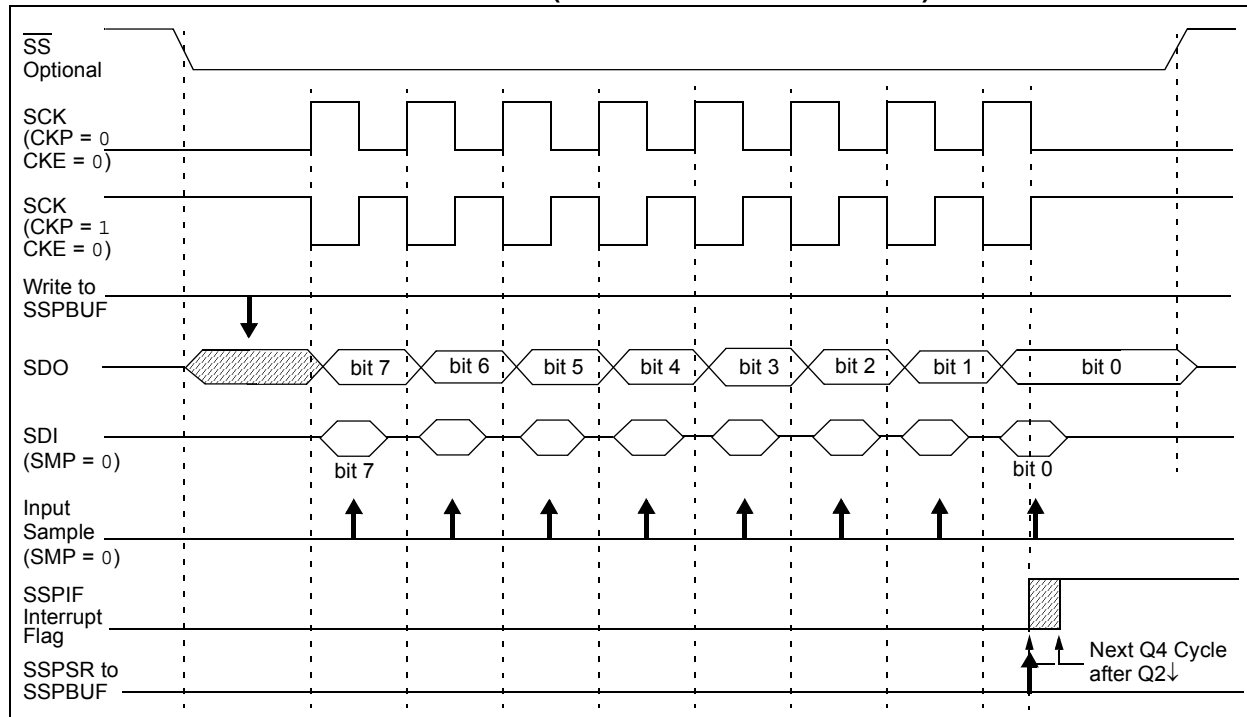 SS
Optional
SCK
(CKP = 0
CKE = 0)
SCK
(CKP = 1
CKE = 0)
Write to
SSPBUF
SDO
bit 7 bit 6 bit 5 bit 4 bit 3 bit 2 bit 1 bit 0
SDI
(SMP = 0)
bit 7 bit 0
Input
Sample
(SMP = 0)
SSPIF
Interrupt
Flag
Next Q4 Cycle
after Q2↓
SSPSR to
SSPBUF